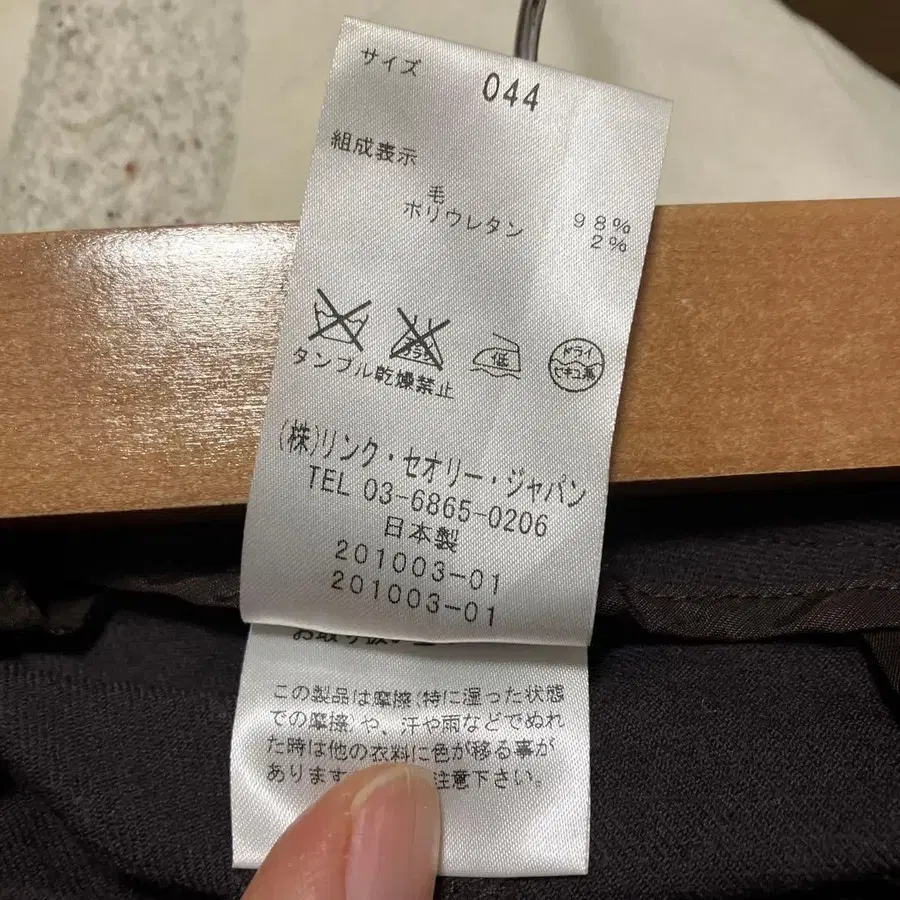 サイズ 044
組成表示
毛 98%
ポリウレタン 2%
低 ドライ
セキユ系
タンブル乾燥禁止
(株)リンク・セオリー・ジャパン
TEL 03-6865-0206
日本製
201003-01
201003-01
この製品は摩擦(特に湿った状態
での摩擦)や、汗や雨などでぬれ
た時は他の衣料に色が移る事が
あります 注意下さい。